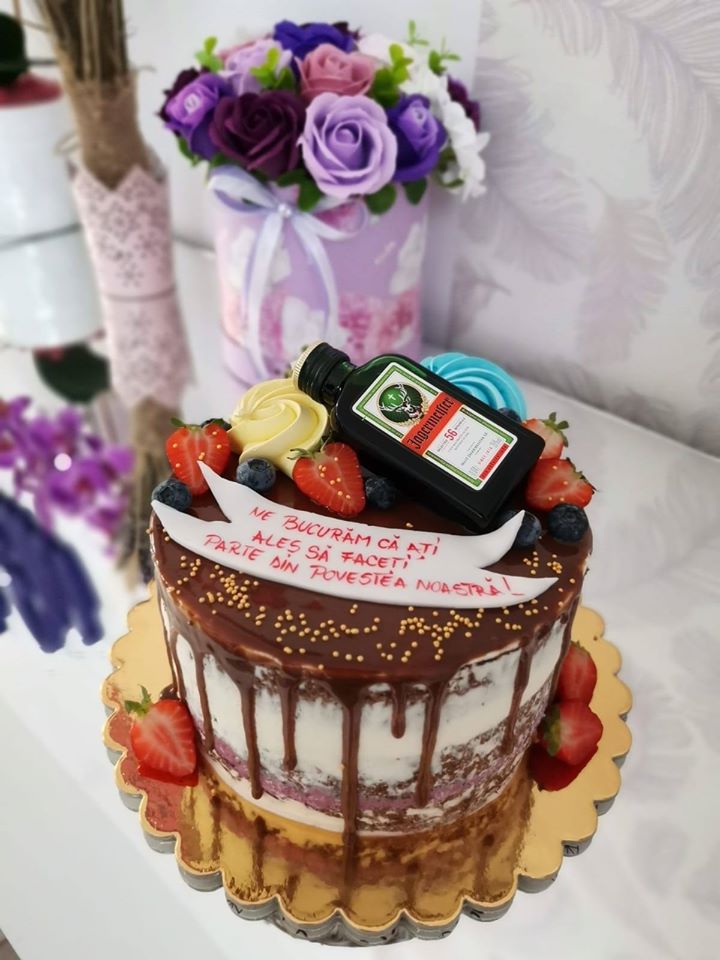 Jägermeister
56
NE BUCURĂM CĂ AȚI
ALES SĂ FACEȚI
PARTE DIN POVESTEA NOASTRĂ!